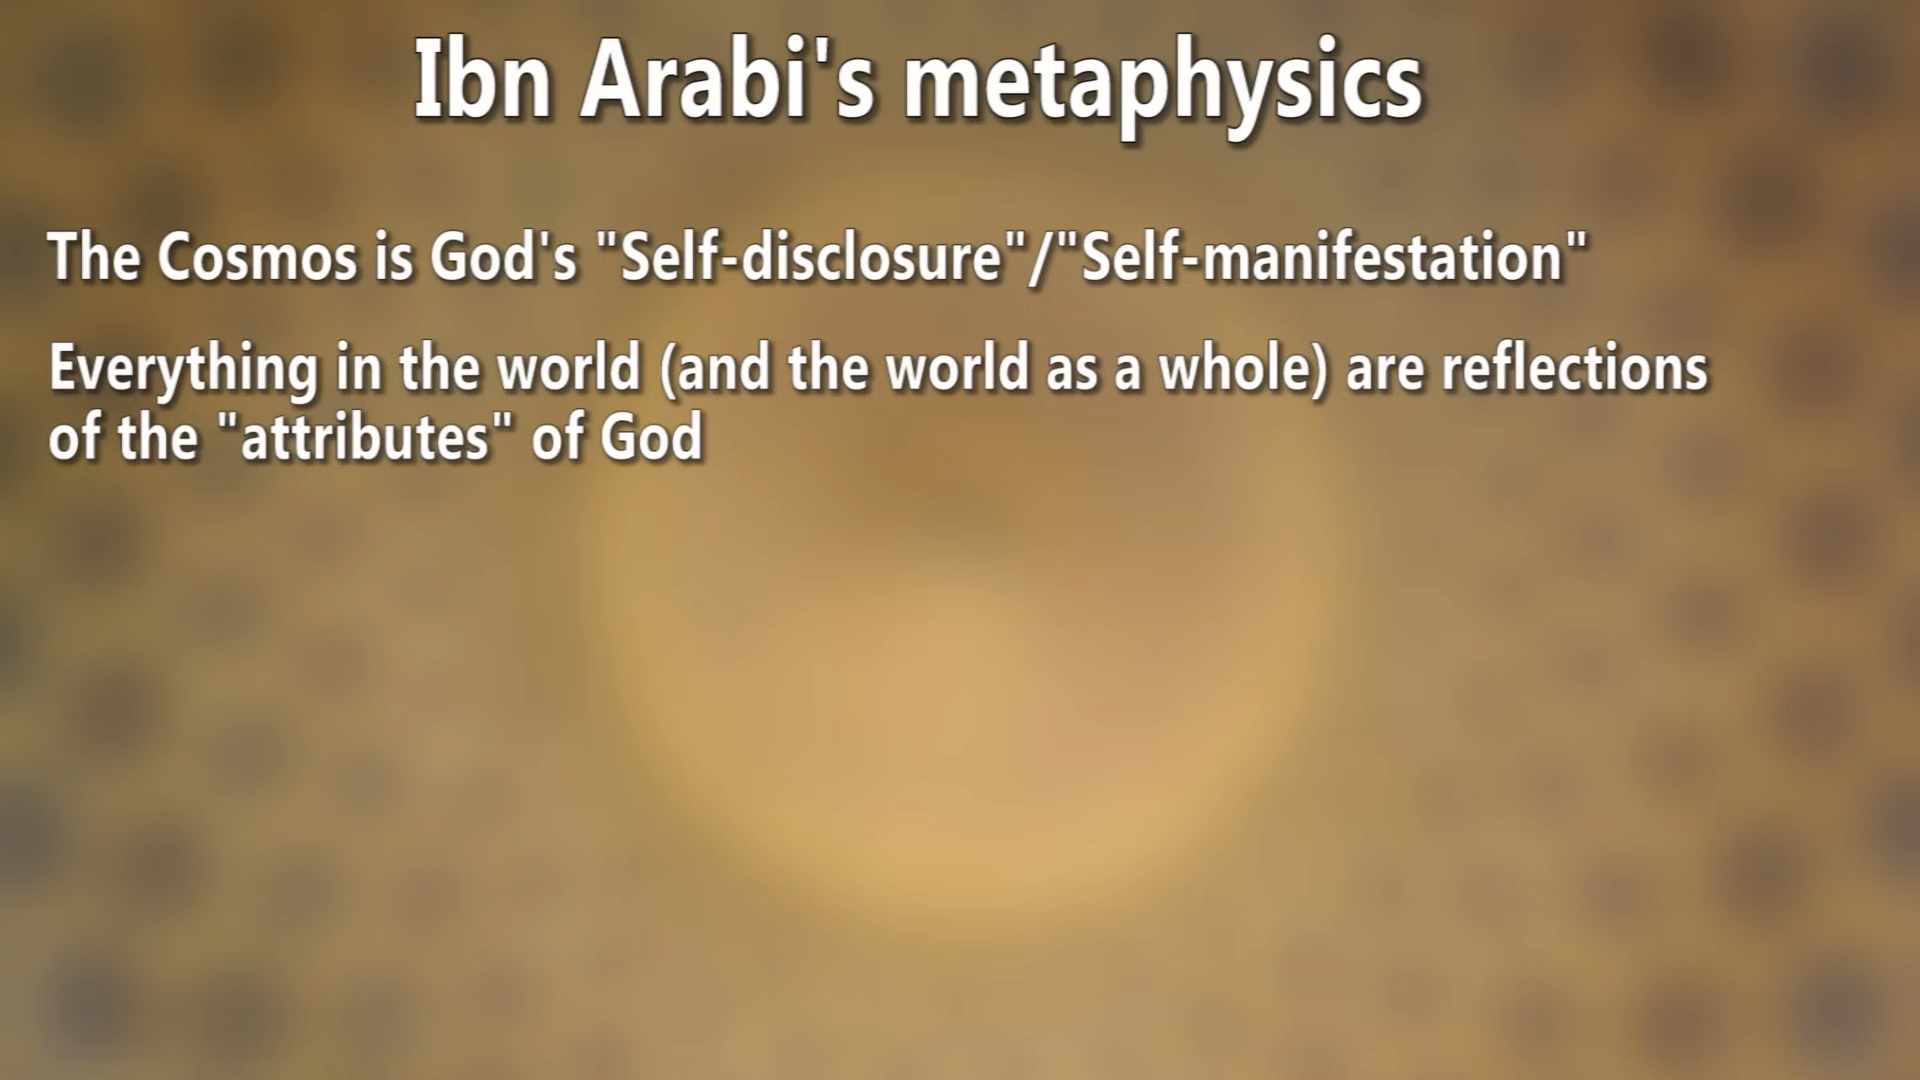 Ibn Arabi's metaphysics
The Cosmos is God's "Self-disclosure"/"Self-manifestation"
Everything in the world (and the world as a whole) are reflections
of the "attributes" of God